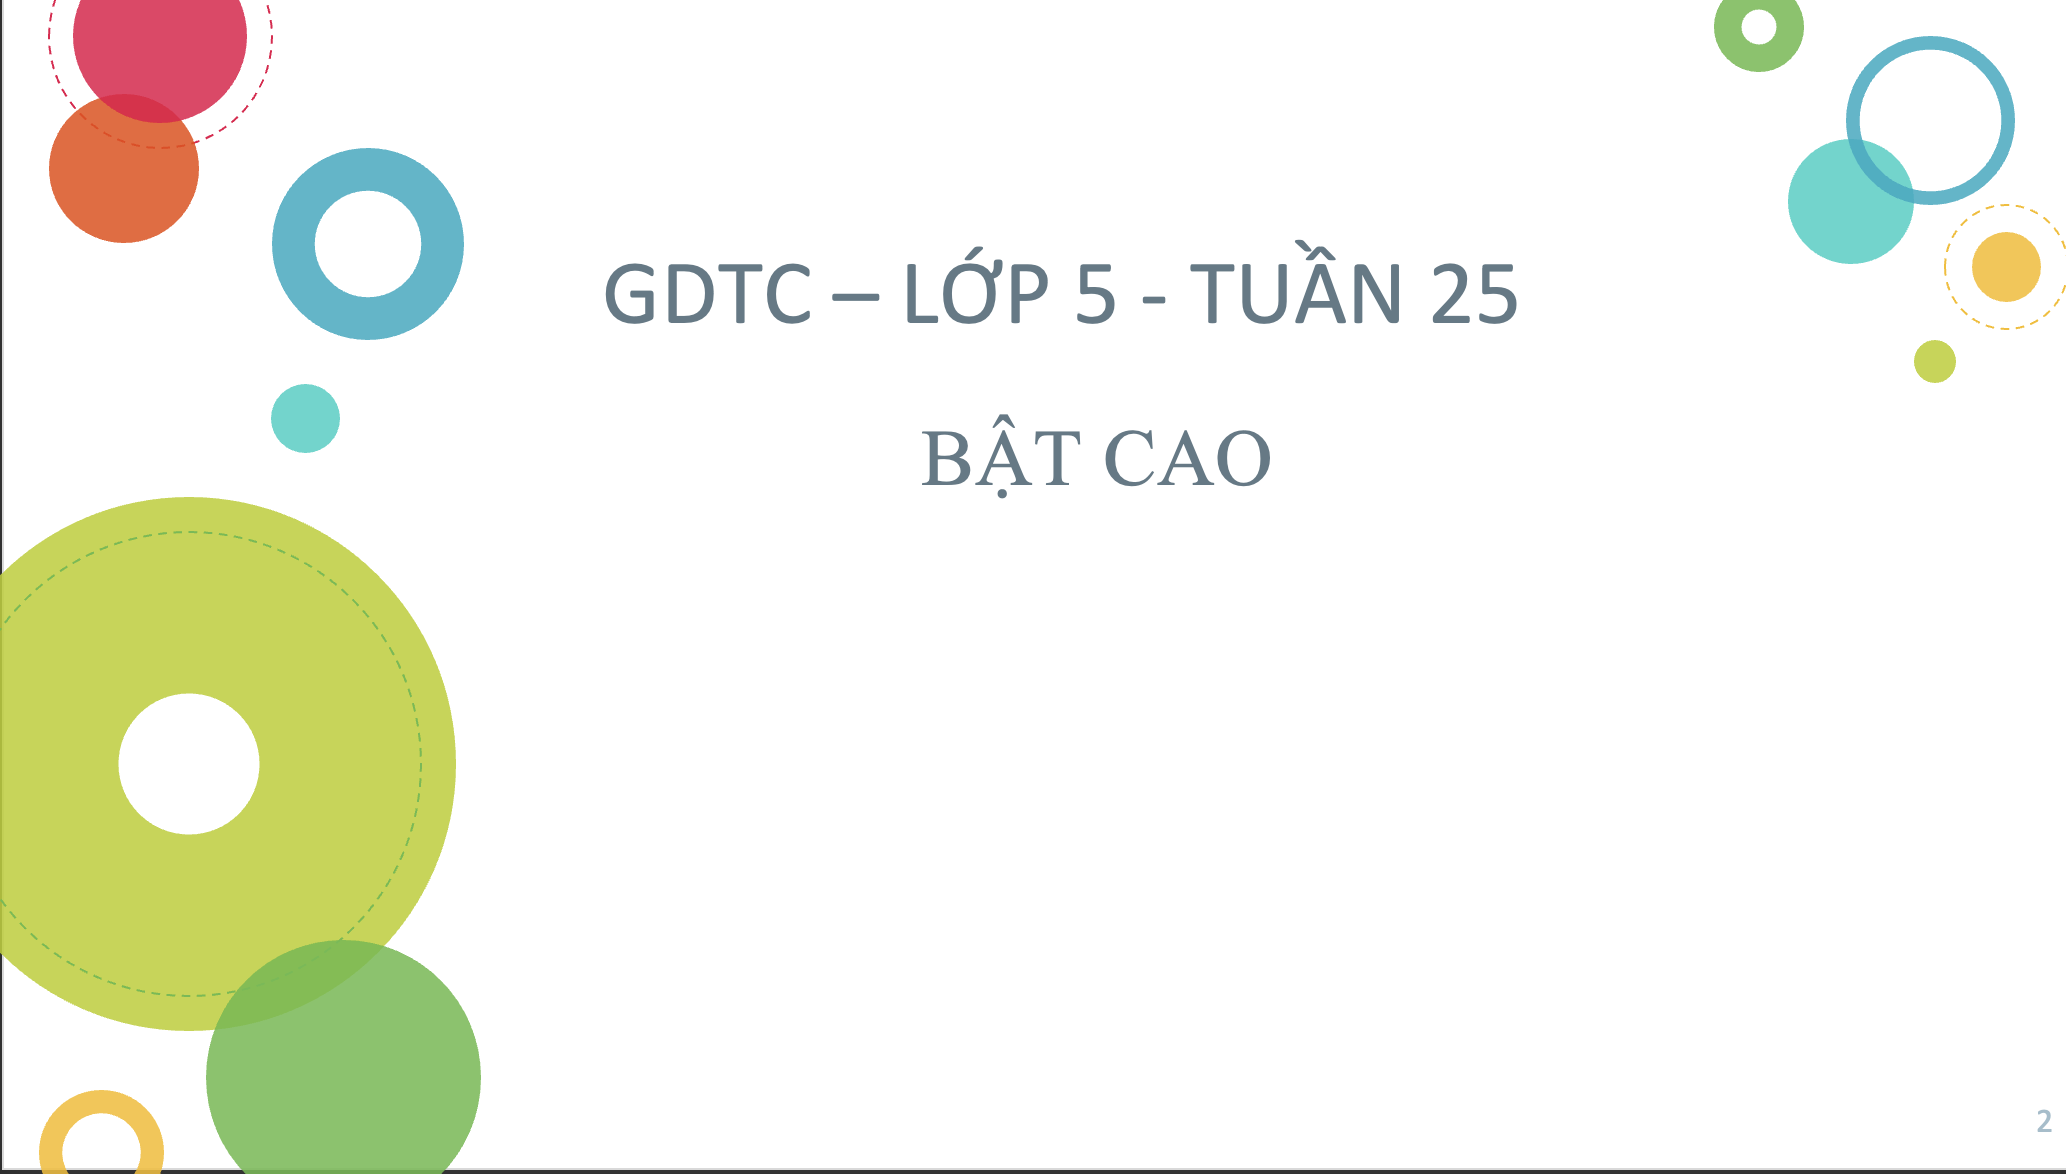 GDTC – LỚP 5 - TUẦN 25
BẬT CAO
2